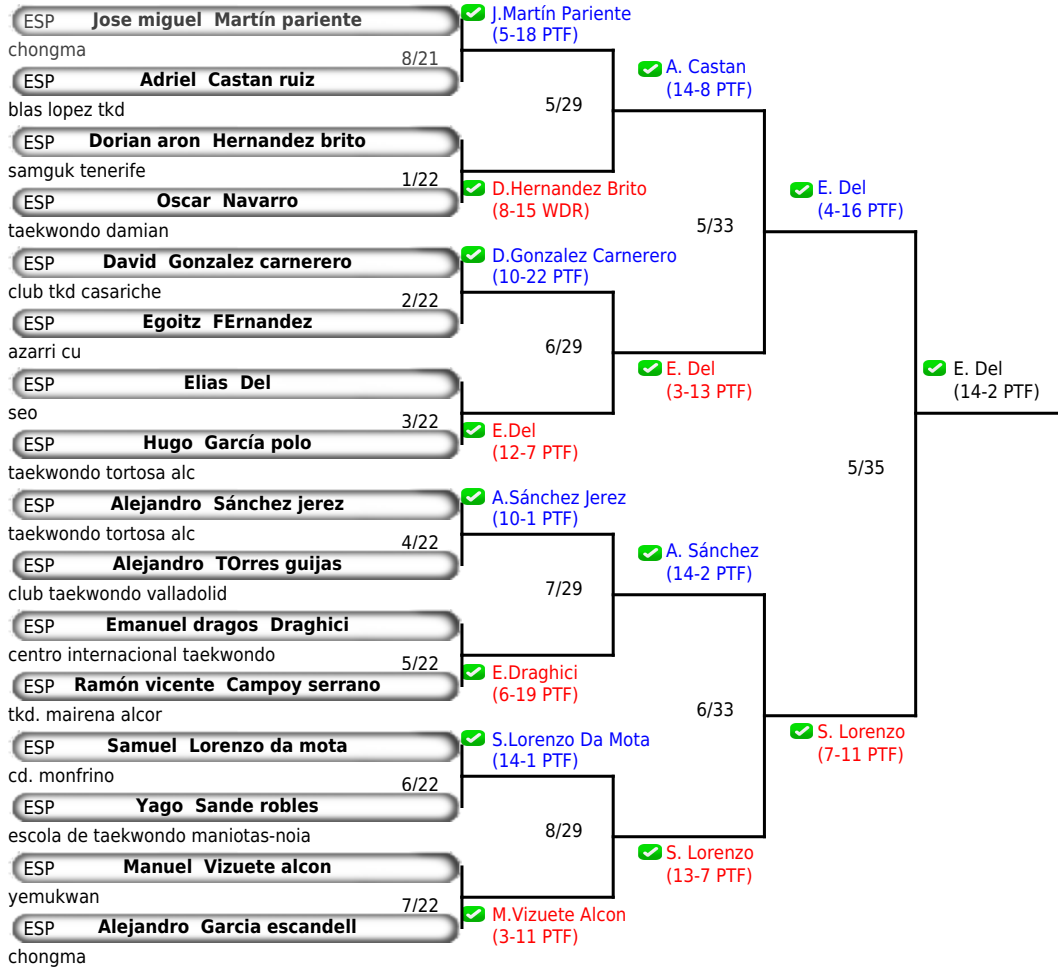 ESP Jose miguel Martín pariente
chongma
8/21
ESP Adriel Castan ruiz
blas lopez tkd
ESP Dorian aron Hernandez brito
samguk tenerife
1/22
ESP Oscar Navarro
taekwondo damian
ESP David Gonzalez carnerero
club tkd casariche
2/22
ESP Egoitz FErnandez
azarri cu
ESP Elias Del
seo
3/22
ESP Hugo García polo
taekwondo tortosa alc
ESP Alejandro Sánchez jerez
taekwondo tortosa alc
4/22
ESP Alejandro TOrres guijas
club taekwondo valladolid
ESP Emanuel dragos Draghici
centro internacional taekwondo
5/22
ESP Ramón vicente Campoy serrano
tkd. mairena alcor
ESP Samuel Lorenzo da mota
cd. monfrino
6/22
ESP Yago Sande robles
escola de taekwondo maniotas-noia
ESP Manuel Vizuete alcon
yemukwan
7/22
ESP Alejandro Garcia escandell
chongma
J.Martín Pariente
(5-18 PTF)
5/29
D.Hernandez Brito
(8-15 WDR)
D.Gonzalez Carnerero
(10-22 PTF)
6/29
E.Del
(12-7 PTF)
A.Sánchez Jerez
(10-1 PTF)
7/29
E.Draghici
(6-19 PTF)
S.Lorenzo Da Mota
(14-1 PTF)
8/29
M.Vizuete Alcon
(3-11 PTF)
A. Castan
(14-8 PTF)
5/33
E. Del
(3-13 PTF)
A. Sánchez
(14-2 PTF)
6/33
S. Lorenzo
(13-7 PTF)
E. Del
(4-16 PTF)
5/35
S. Lorenzo
(7-11 PTF)
E. Del
(14-2 PTF)